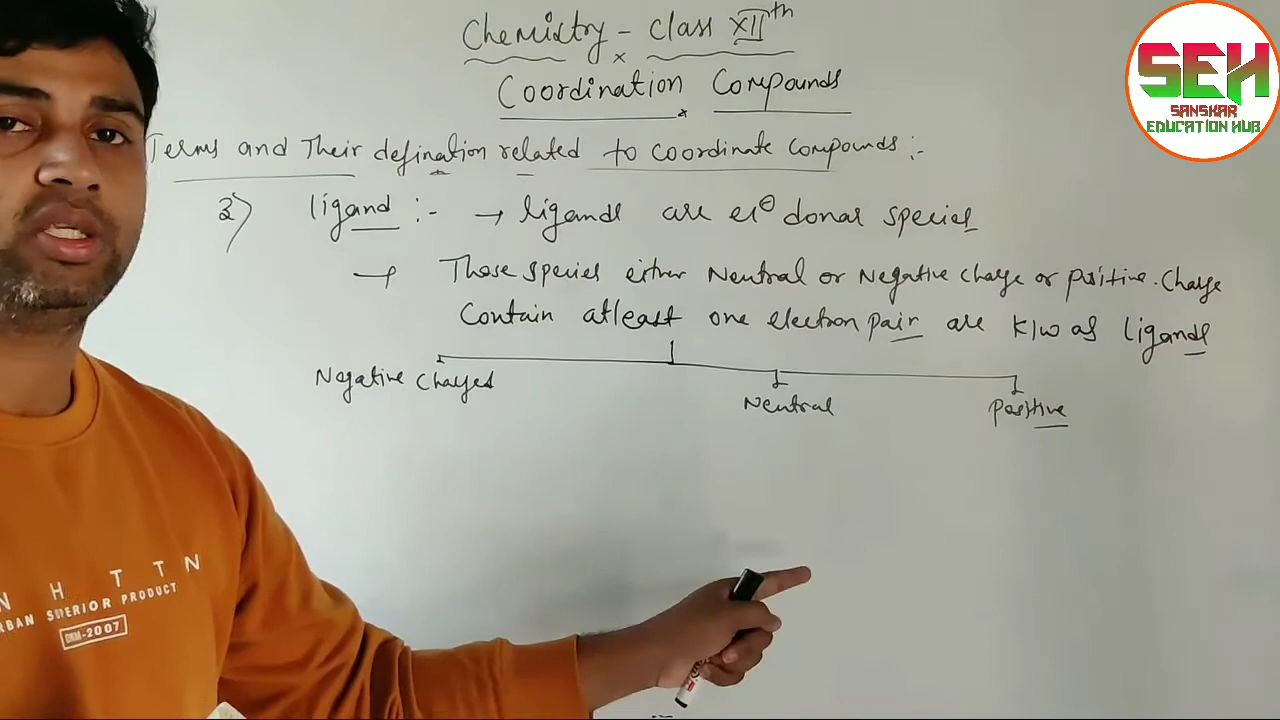 Chemistry - Class XIIth
Coordination Compounds
Terms and Their defination related to coordinate compounds :-
2) ligand :- → ligands are eΘ donar species
→ Those species either Neutral or Negative charge or positive charge
Contain atleast one electron pair are k/w as ligands
Negative Charged
Neutral
Positive
SEH
SANSKAR
EDUCATION HUB
N H T T N
URBAN SUPERIOR PRODUCT
-2007